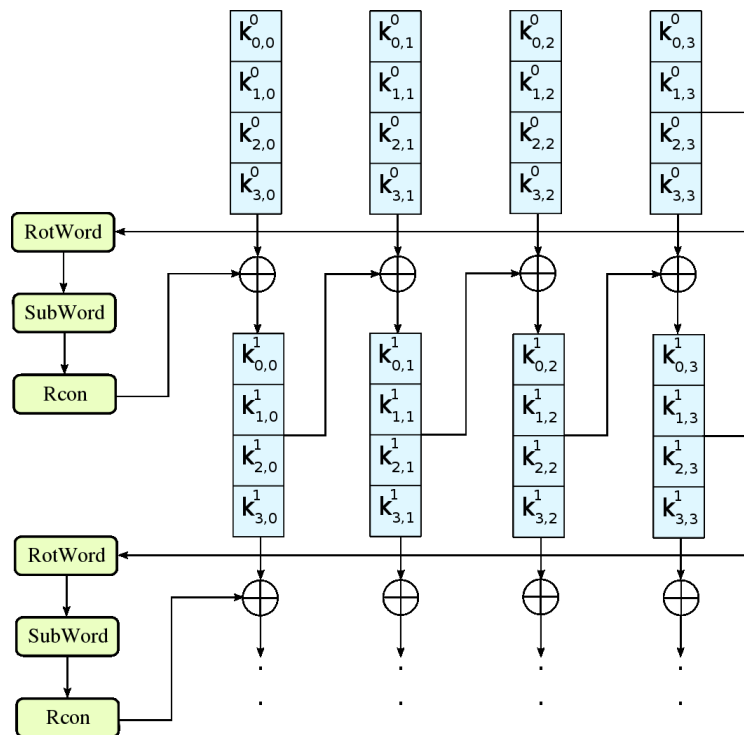 k⁰₀,₀ k⁰₀,₁ k⁰₀,₂ k⁰₀,₃
k⁰₁,₀ k⁰₁,₁ k⁰₁,₂ k⁰₁,₃
k⁰₂,₀ k⁰₂,₁ k⁰₂,₂ k⁰₂,₃
k⁰₃,₀ k⁰₃,₁ k⁰₃,₂ k⁰₃,₃
RotWord
SubWord
Rcon
k¹₀,₀ k¹₀,₁ k¹₀,₂ k¹₀,₃
k¹₁,₀ k¹₁,₁ k¹₁,₂ k¹₁,₃
k¹₂,₀ k¹₂,₁ k¹₂,₂ k¹₂,₃
k¹₃,₀ k¹₃,₁ k¹₃,₂ k¹₃,₃
RotWord
SubWord
Rcon